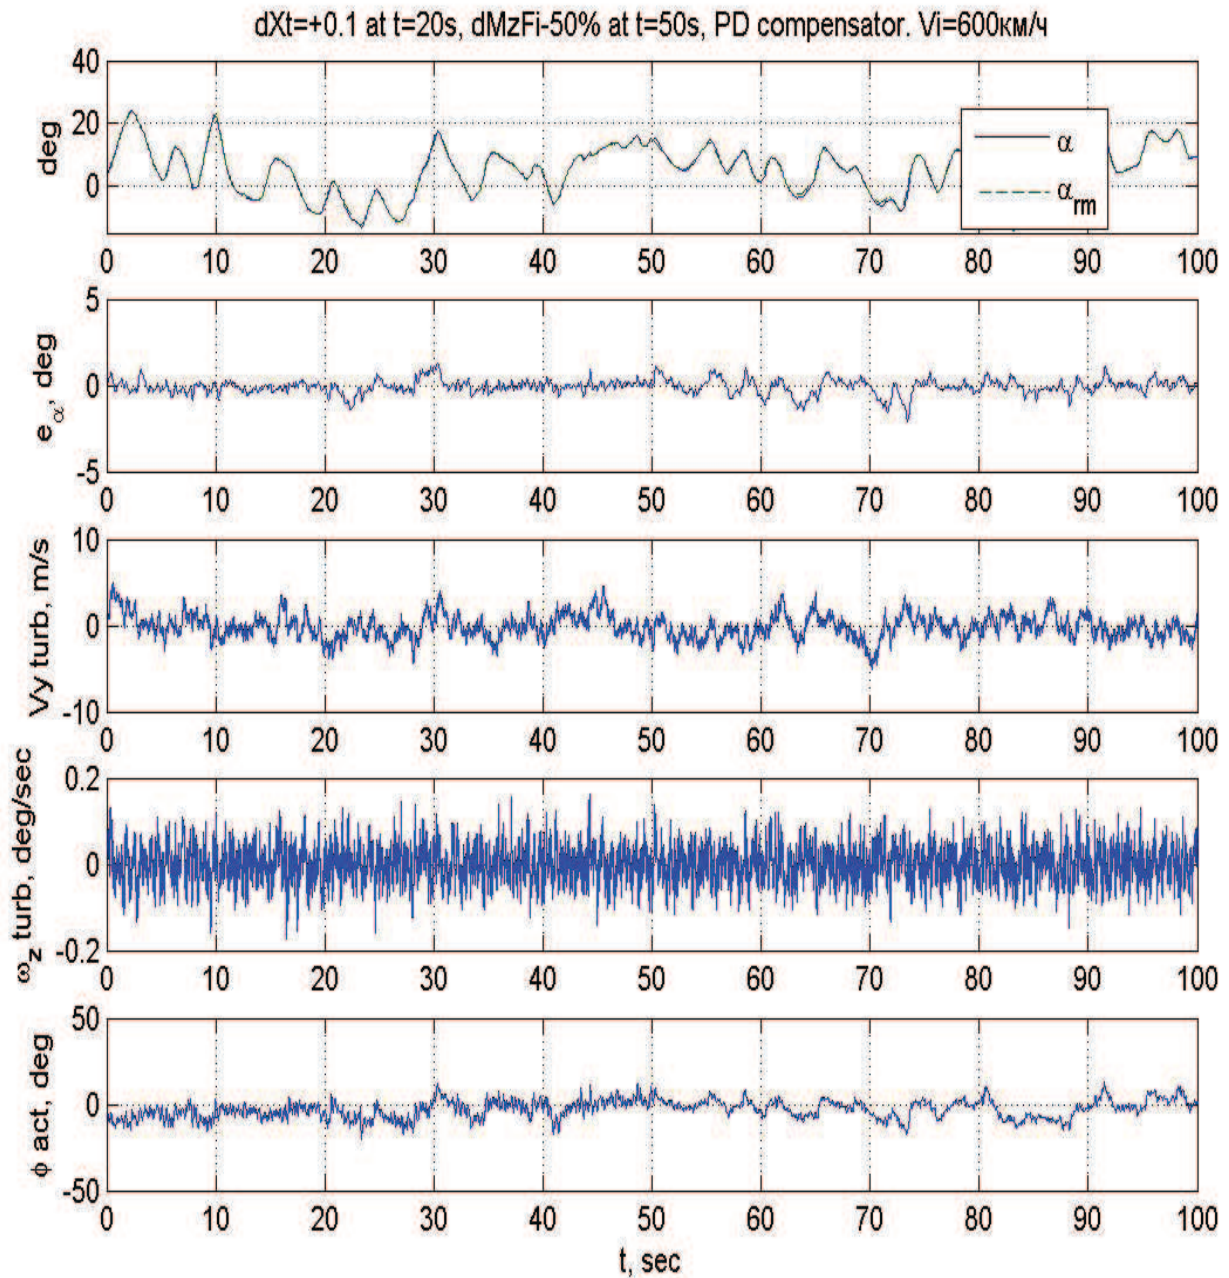 dXt=+0.1 at t=20s, dMzFi-50% at t=50s, PD compensator. Vi=600км/ч
deg
40
20
0
α
α_rm
0 10 20 30 40 50 60 70 80 90 100
e_α, deg
5
0
-5
0 10 20 30 40 50 60 70 80 90 100
Vy turb, m/s
10
0
-10
0 10 20 30 40 50 60 70 80 90 100
ω_z turb, deg/sec
0.2
0
-0.2
0 10 20 30 40 50 60 70 80 90 100
ϕ act, deg
50
0
-50
0 10 20 30 40 50 60 70 80 90 100
t, sec